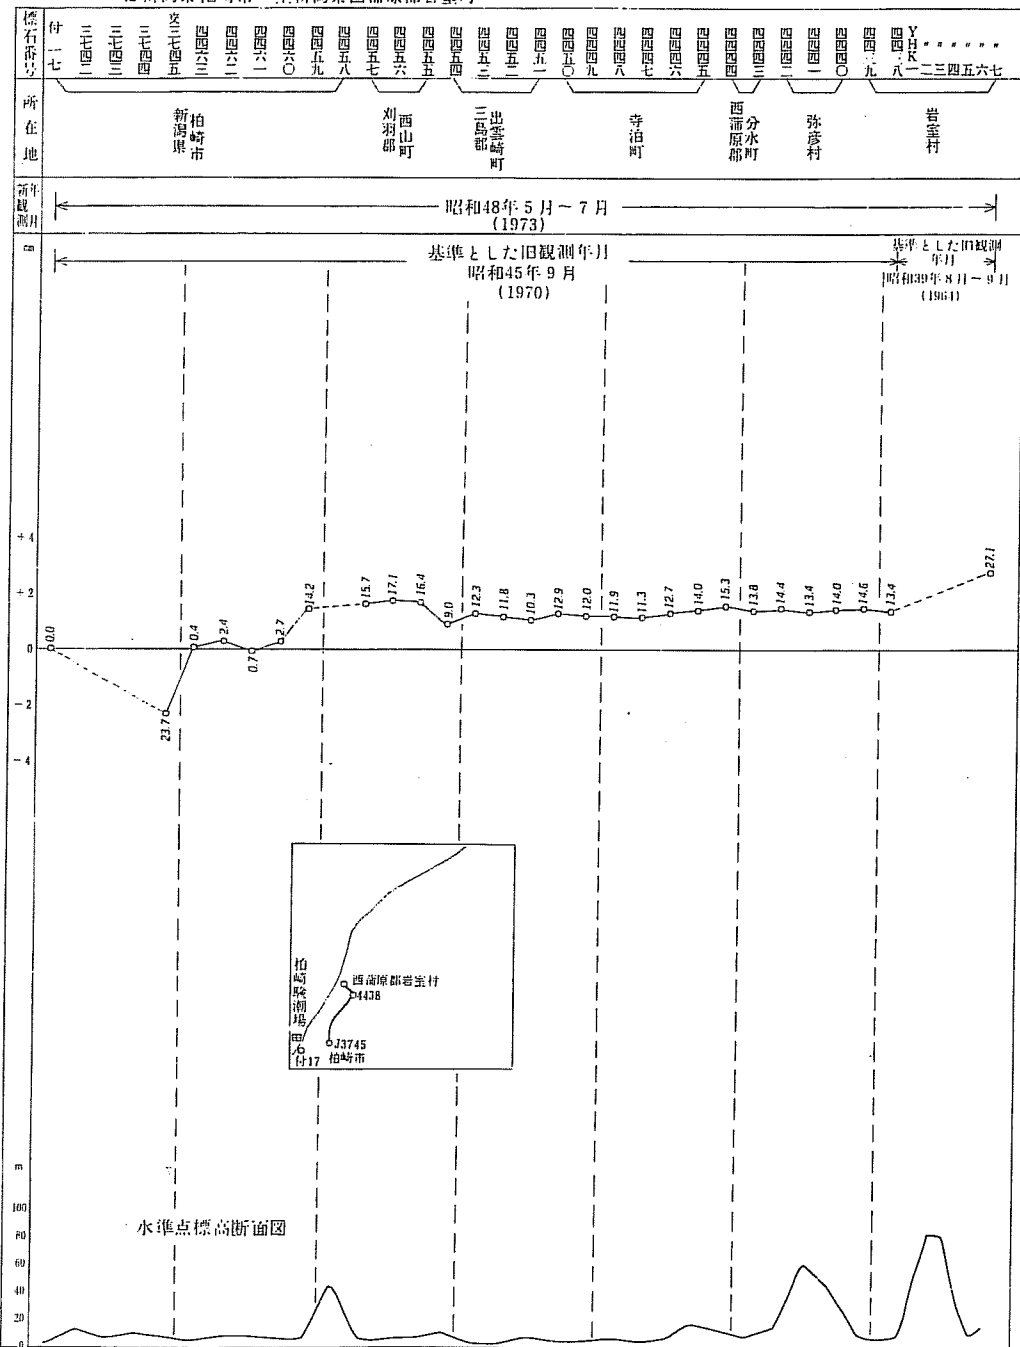 標石番号
付一七
三七四二
三七四三
三七四四
交三七四五
四四六三
四四六二
四四六一
四四六〇
四四五九
四四五八
四四五七
四四五六
四四五五
四四五四
四四五三
四四五二
四四五一
四四五〇
四四四九
四四四八
四四四七
四四四六
四四四五
四四四四
四四四三
四四四二
四四四一
四四四〇
四四三九
四四三八
YHK一
〃二
〃三
〃四
〃五
〃六
〃七
所在地
新潟県
柏崎市
刈羽郡
西山町
三島郡
出雲崎町
寺泊町
西蒲原郡
分水町
弥彦村
岩室村
新観測
年月
昭和48年5月〜7月
(1973)
cm
基準とした旧観測年月
昭和45年9月
(1970)
基準とした旧観測
年月
昭和39年8月〜9月
(1964)
+4
+2
0
-2
-4
0.0
23.7
0.4
2.4
0.7
2.7
14.2
15.7
17.1
16.4
9.0
12.3
11.8
10.3
12.9
12.0
11.9
11.3
12.7
14.0
15.3
13.8
14.4
13.4
14.0
14.6
13.4
27.1
柏崎験潮場
西蒲原郡岩室村
4438
J3745
柏崎市
付17
m
100
80
60
40
20
0
水準点標高断面図